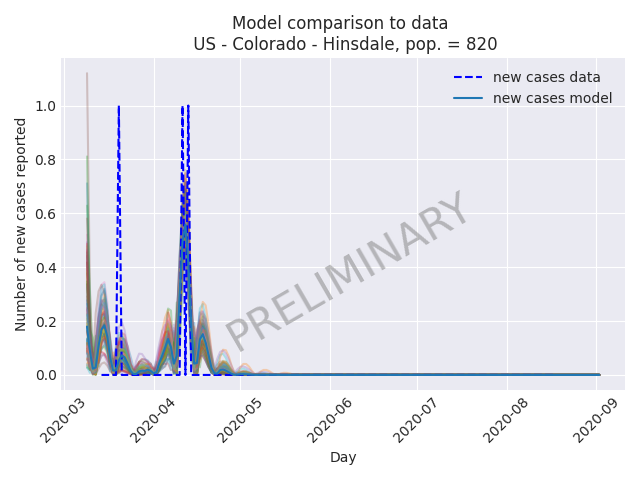 Model comparison to data
US - Colorado - Hinsdale, pop. = 820
new cases data
new cases model
Number of new cases reported
1.0
0.8
0.6
0.4
0.2
0.0
PRELIMINARY
2020-03
2020-04
2020-05
2020-06
2020-07
2020-08
2020-09
Day